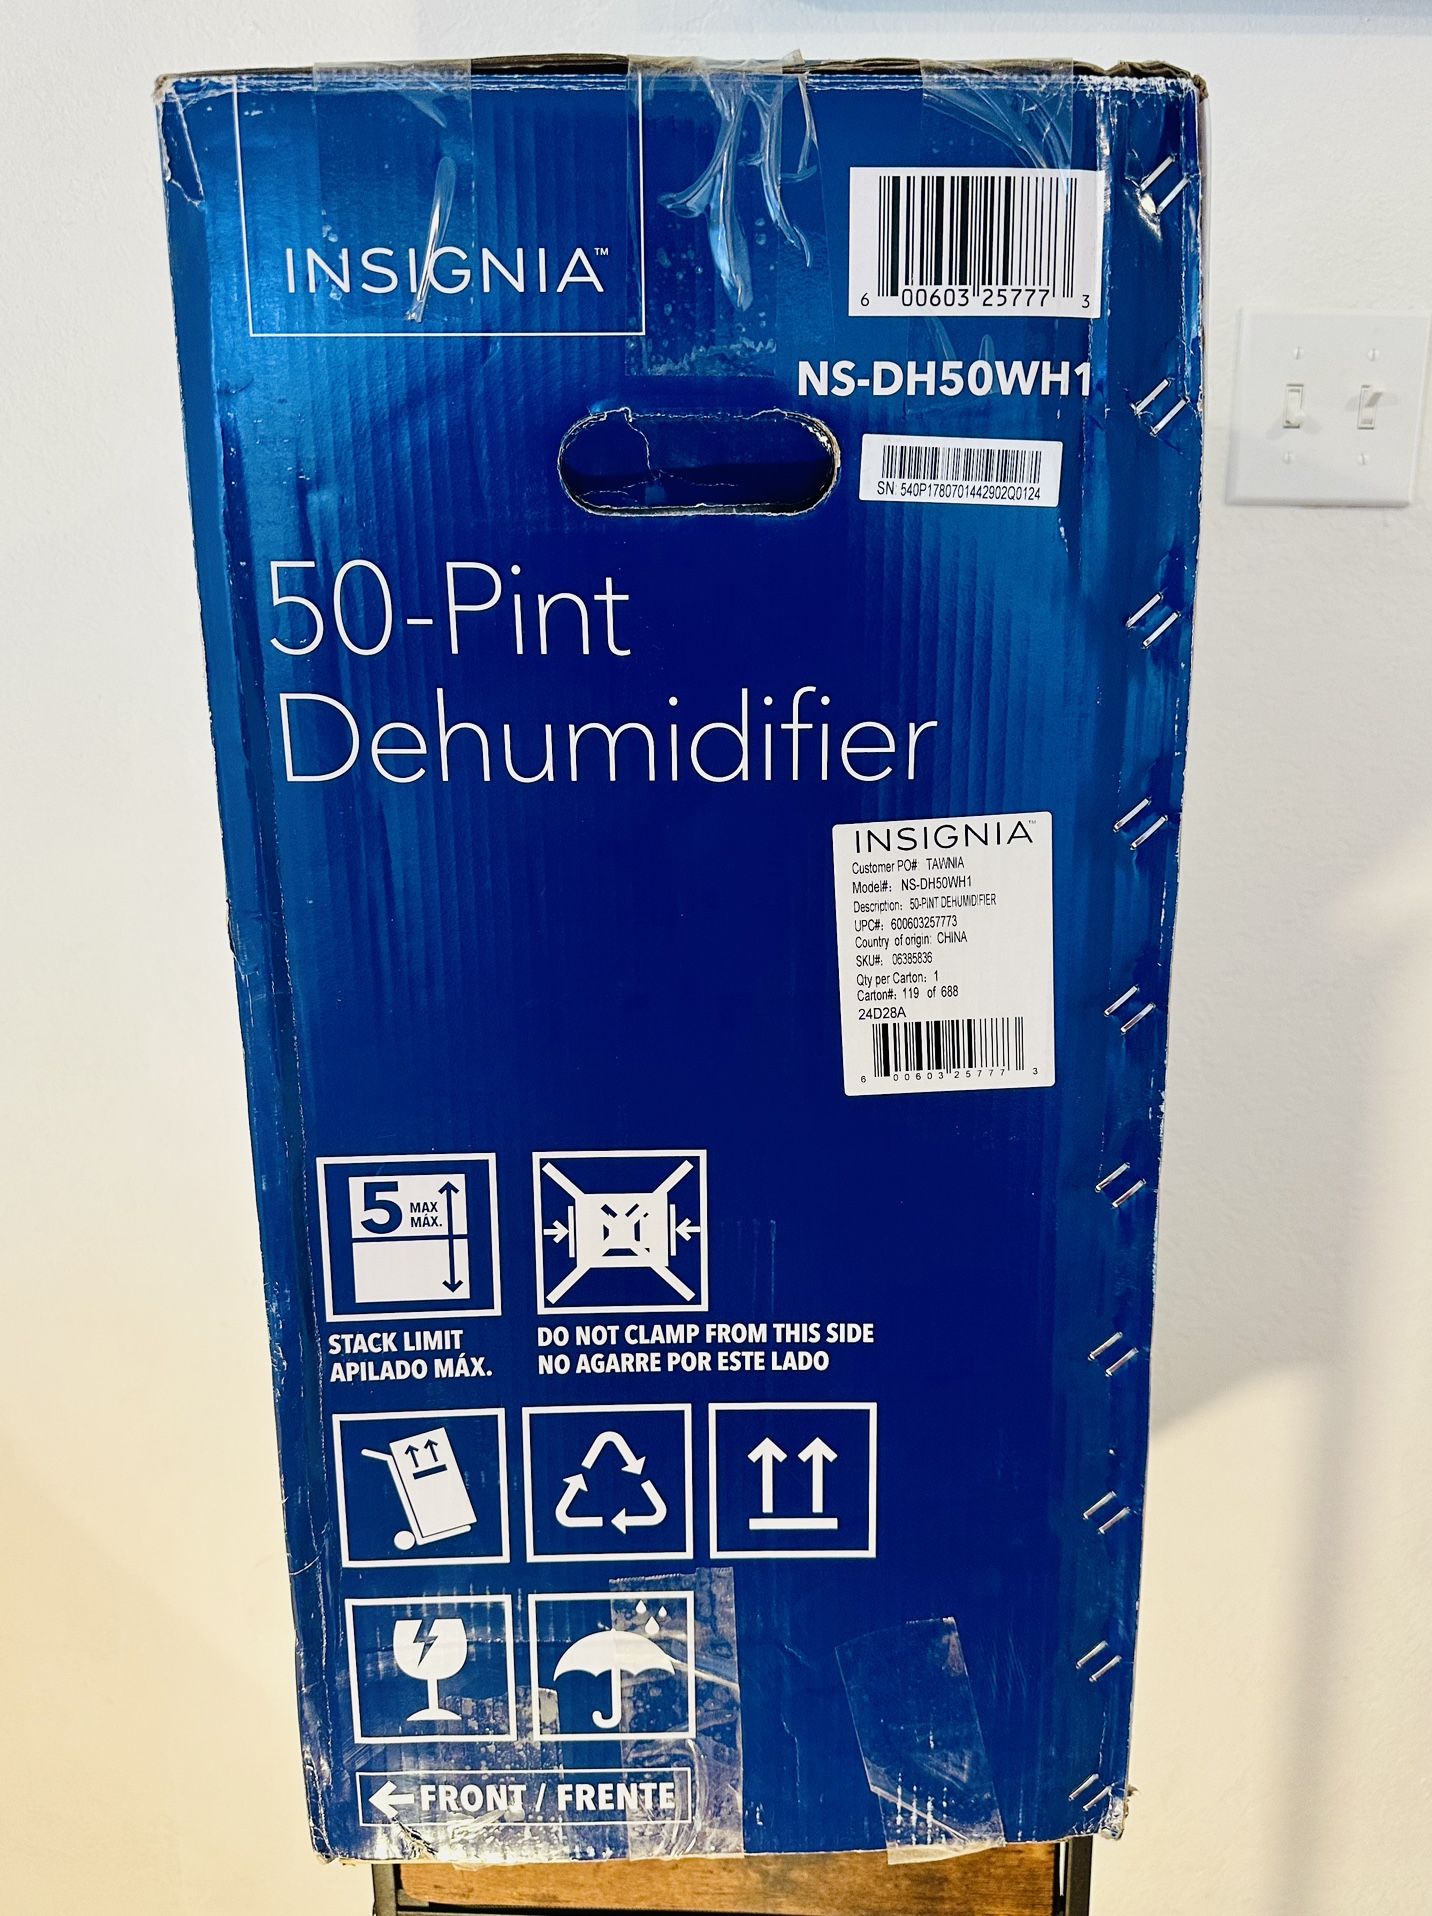 INSIGNIA™
6 00603 25777 3
NS-DH50WH1
SN: 540P1780701442902Q0124
50-Pint
Dehumidifier
INSIGNIA™
Customer PO#: TAWNIA
Model#: NS-DH50WH1
Description: 50-PINT DEHUMIDIFIER
UPC#: 600603257773
Country of origin: CHINA
SKU#: 06385836
Qty per Carton: 1
Carton#: 119 of 688
24D28A
6 00603 25777 3
5 MAX
MÁX.
STACK LIMIT
APILADO MÁX.
DO NOT CLAMP FROM THIS SIDE
NO AGARRE POR ESTE LADO
FRONT / FRENTE